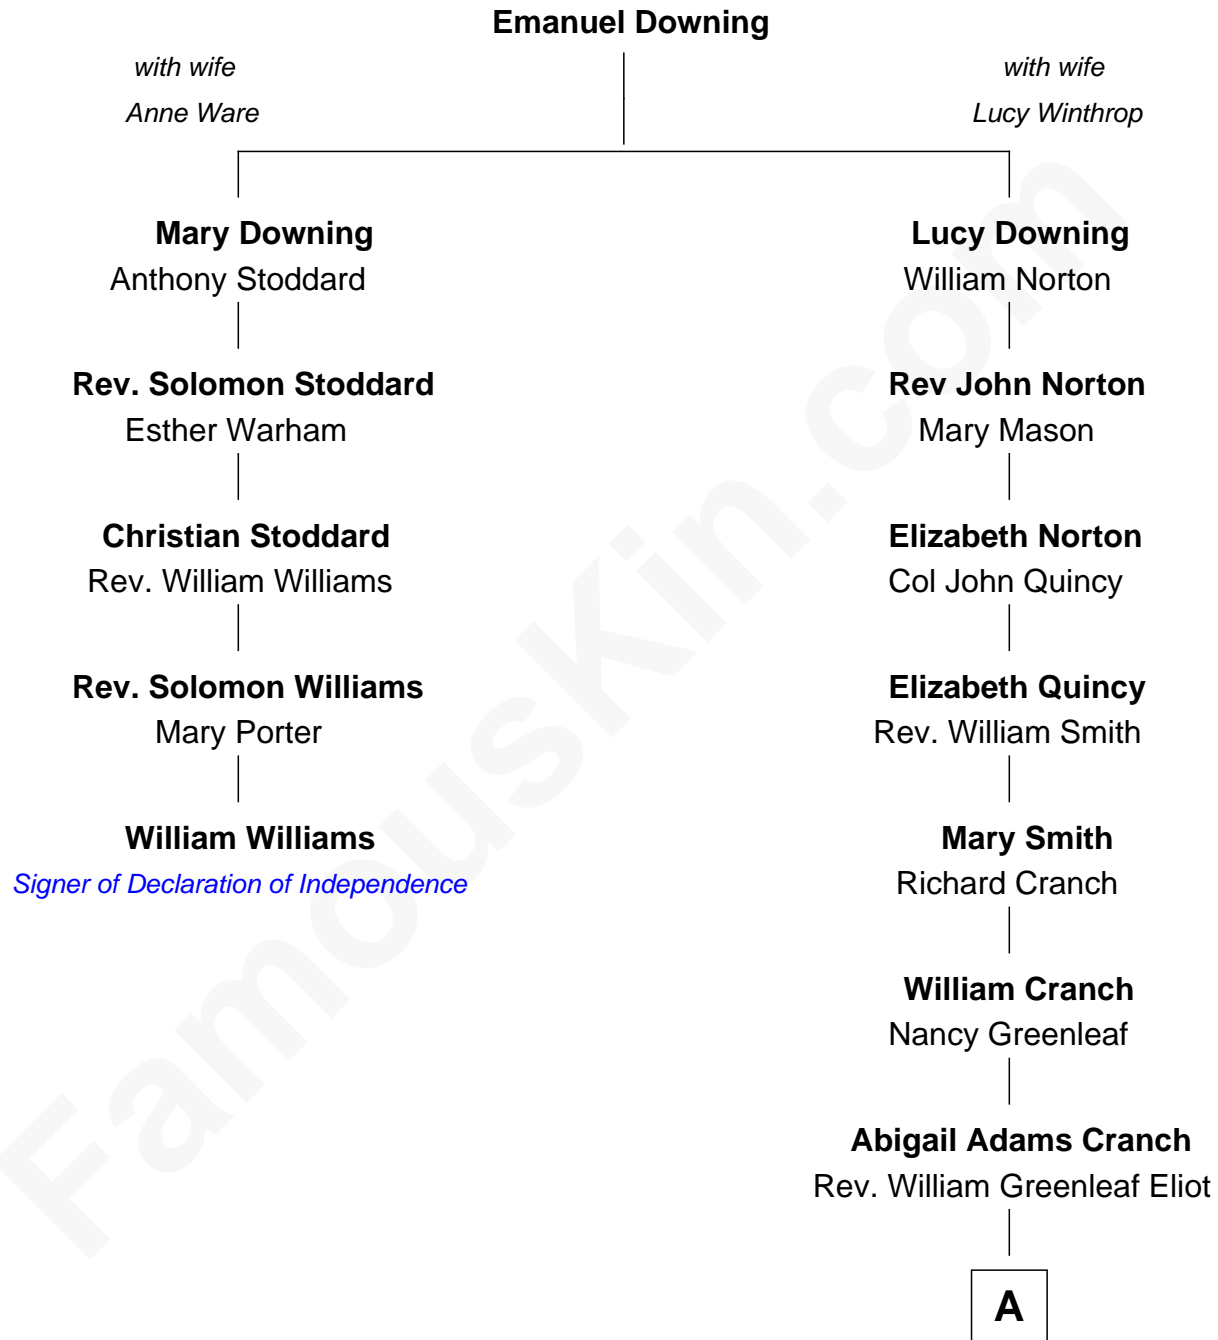 Emanuel Downing
with wife
Anne Ware
with wife
Lucy Winthrop
Mary Downing
Anthony Stoddard
Lucy Downing
William Norton
Rev. Solomon Stoddard
Esther Warham
Rev John Norton
Mary Mason
Christian Stoddard
Rev. William Williams
Elizabeth Norton
Col John Quincy
Rev. Solomon Williams
Mary Porter
Elizabeth Quincy
Rev. William Smith
William Williams
Signer of Declaration of Independence
Mary Smith
Richard Cranch
William Cranch
Nancy Greenleaf
Abigail Adams Cranch
Rev. William Greenleaf Eliot
A
FamousKin.com